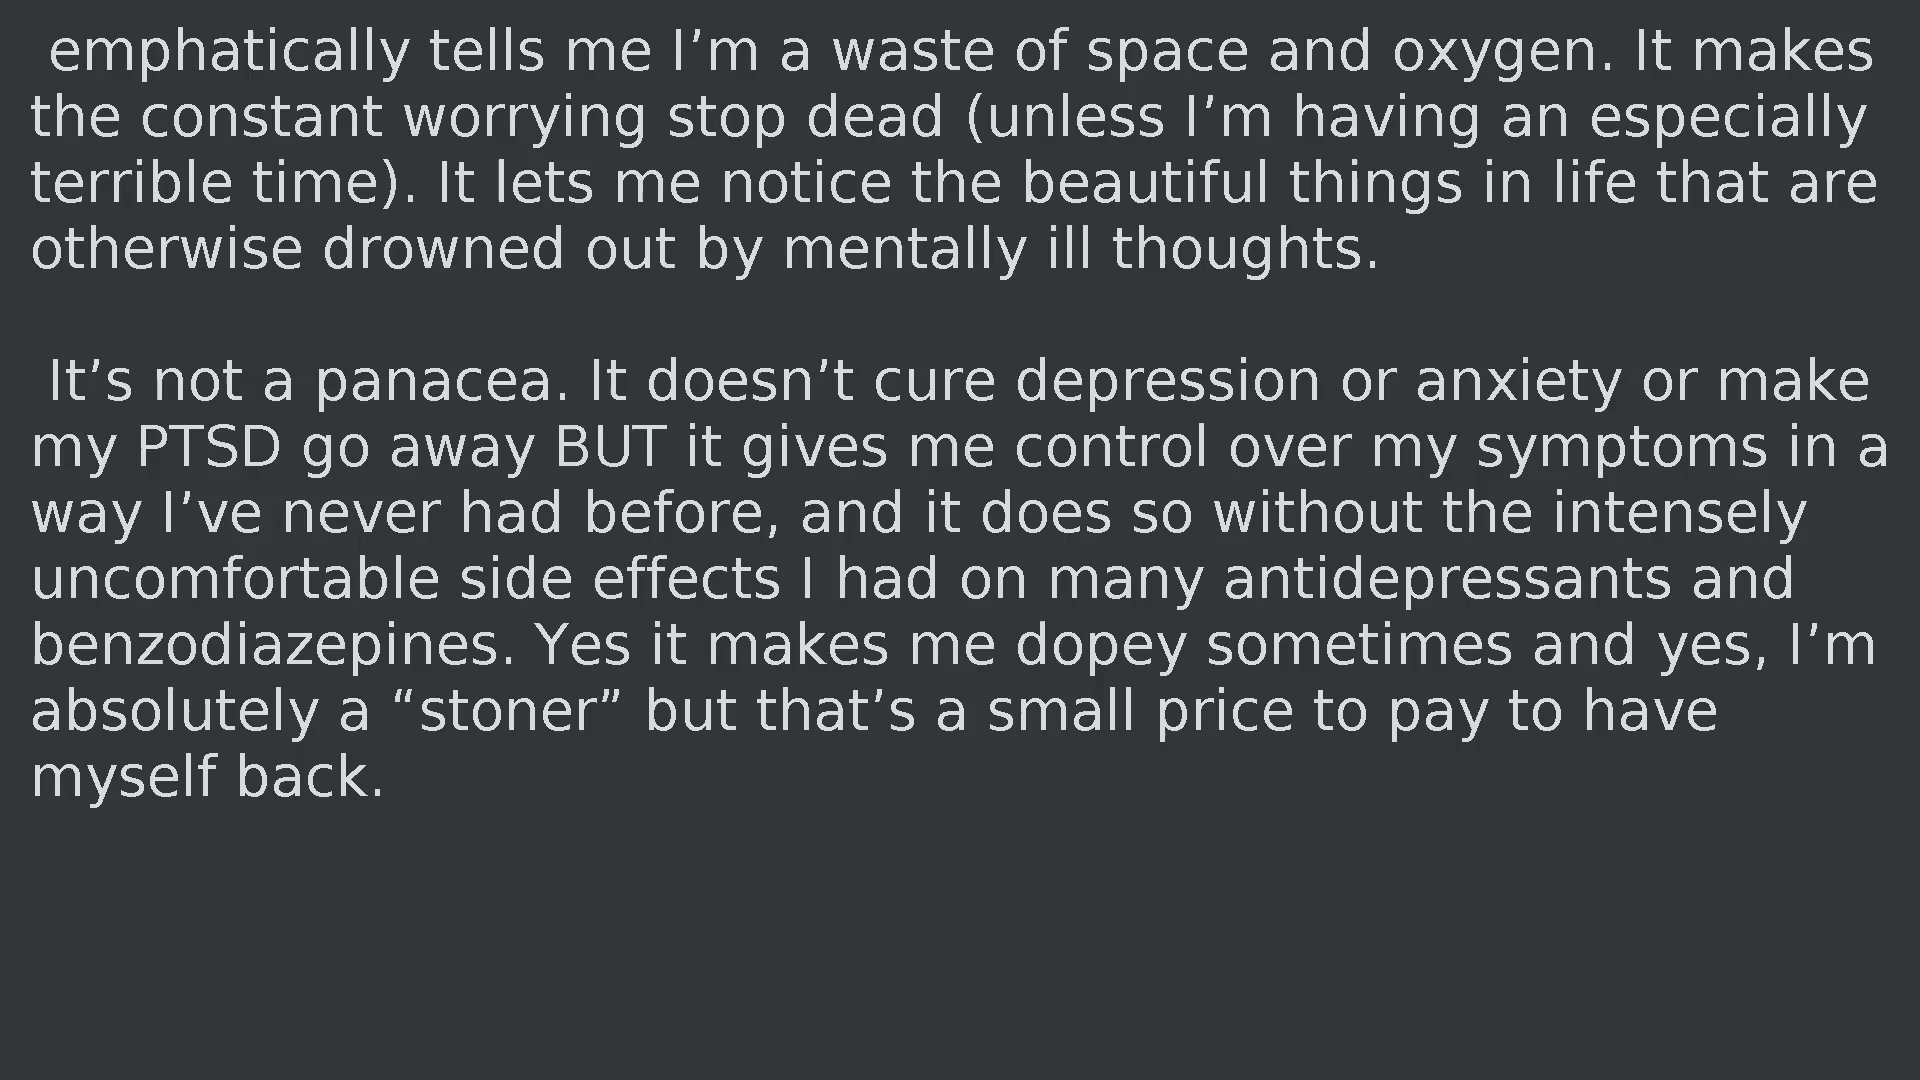 emphatically tells me I’m a waste of space and oxygen. It makes
the constant worrying stop dead (unless I’m having an especially
terrible time). It lets me notice the beautiful things in life that are
otherwise drowned out by mentally ill thoughts.
It’s not a panacea. It doesn’t cure depression or anxiety or make
my PTSD go away BUT it gives me control over my symptoms in a
way I’ve never had before, and it does so without the intensely
uncomfortable side effects I had on many antidepressants and
benzodiazepines. Yes it makes me dopey sometimes and yes, I’m
absolutely a “stoner” but that’s a small price to pay to have
myself back.